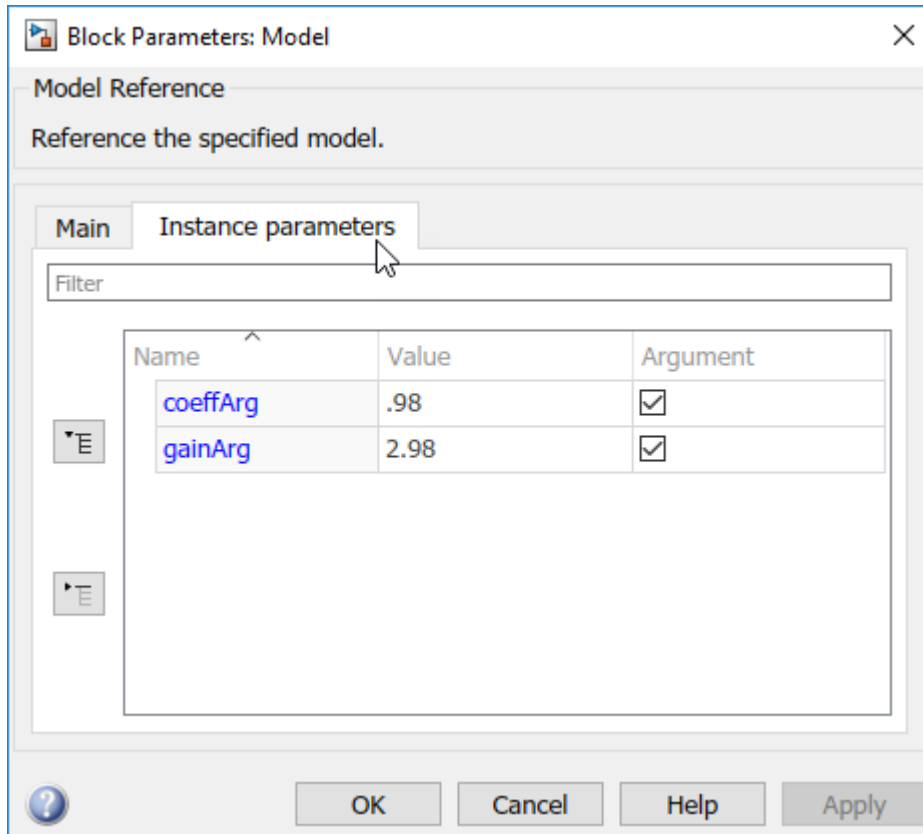 Block Parameters: Model
Model Reference
Reference the specified model.
Main Instance parameters
Filter
Name Value Argument
coeffArg .98
gainArg 2.98
? OK Cancel Help Apply